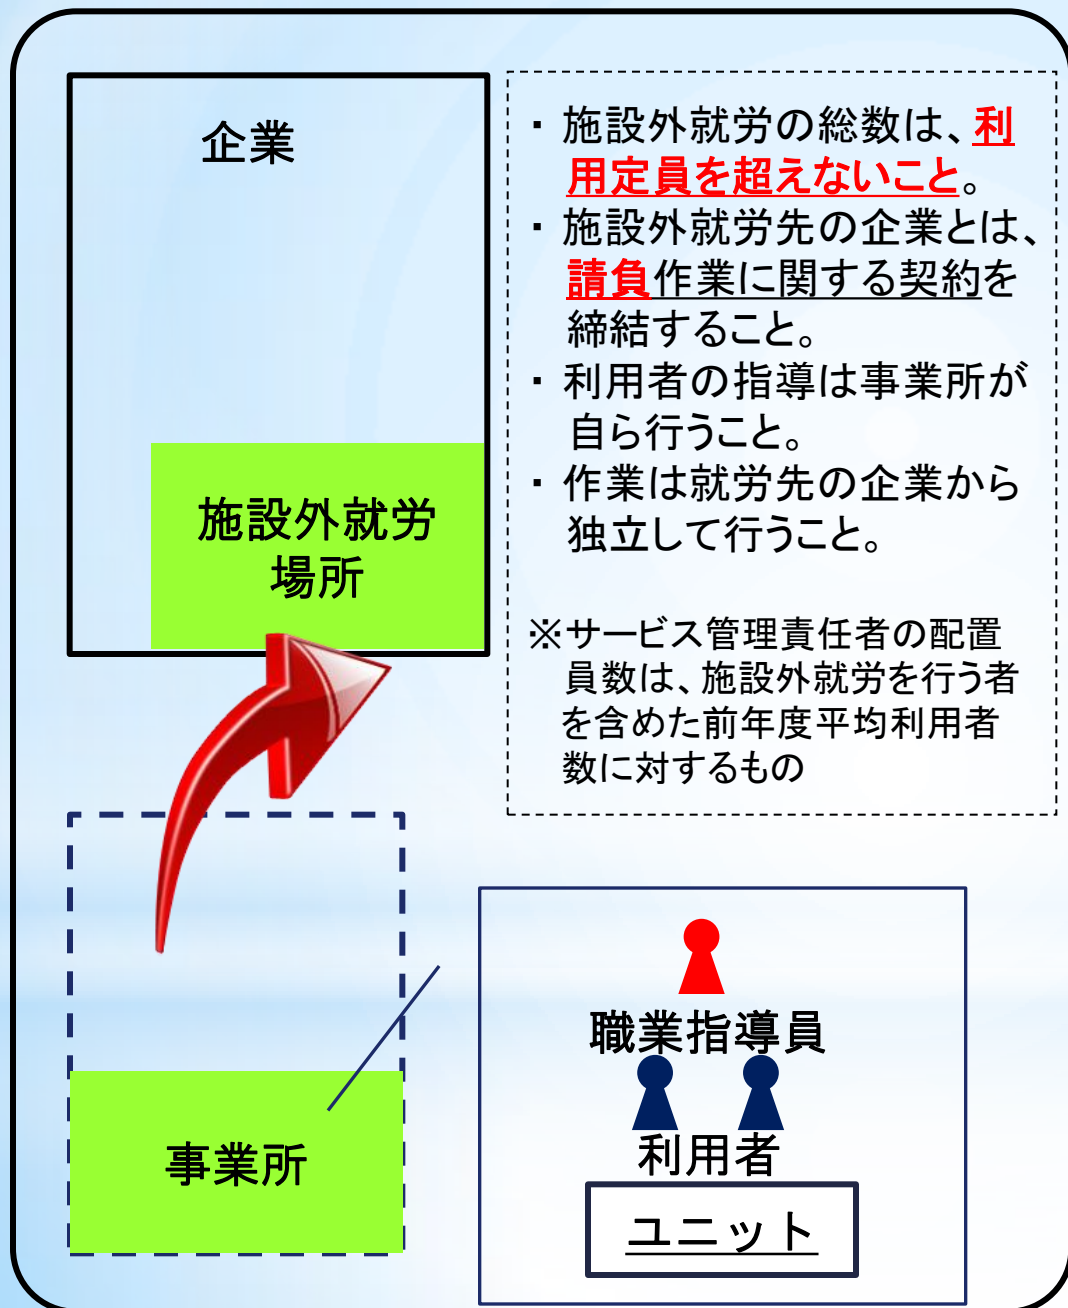 企業
施設外就労
場所
・ 施設外就労の総数は、利
用定員を超えないこと。
・ 施設外就労先の企業とは、
請負作業に関する契約を
締結すること。
・ 利用者の指導は事業所が
自ら行うこと。
・ 作業は就労先の企業から
独立して行うこと。
※サービス管理責任者の配置
員数は、施設外就労を行う者
を含めた前年度平均利用者
数に対するもの
事業所
職業指導員
利用者
ユニット